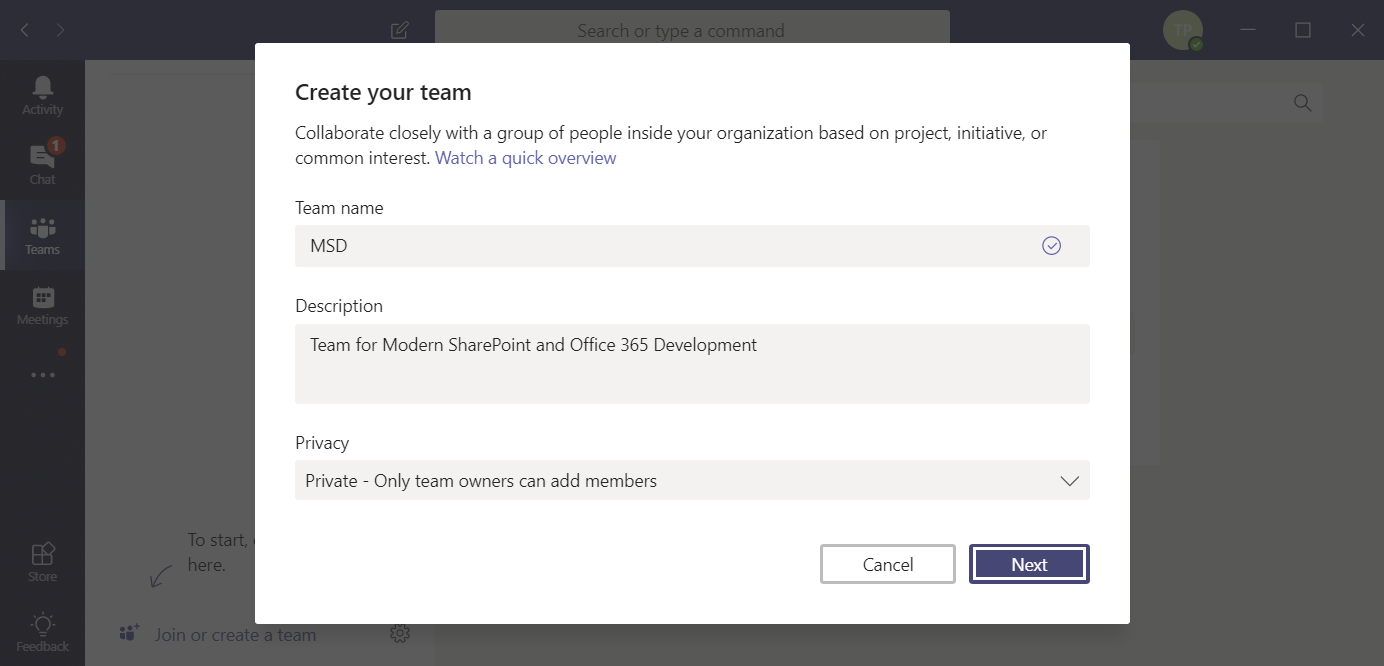 Search or type a command
TP
Activity
1
Chat
Teams
Meetings
Store
Feedback
To start,
here.
Join or create a team
Create your team
Collaborate closely with a group of people inside your organization based on project, initiative, or
common interest. Watch a quick overview
Team name
MSD
Description
Team for Modern SharePoint and Office 365 Development
Privacy
Private - Only team owners can add members
Cancel
Next